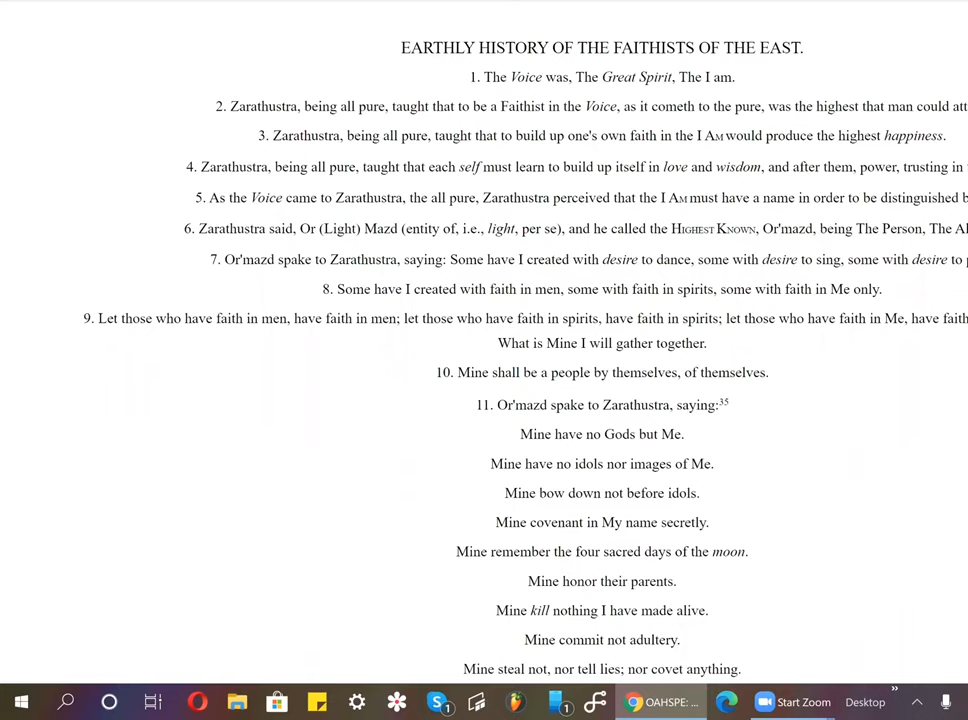 EARTHLY HISTORY OF THE FAITHISTS OF THE EAST.
1. The Voice was, The Great Spirit, The I am.
2. Zarathustra, being all pure, taught that to be a Faithist in the Voice, as it cometh to the pure, was the highest that man could
3. Zarathustra, being all pure, taught that to build up one's own faith in the I AM would produce the highest happiness.
4. Zarathustra, being all pure, taught that each self must learn to build up itself in love and wisdom, and after them, power, trusting in
5. As the Voice came to Zarathustra, the all pure, Zarathustra perceived that the I AM must have a name in order to be distinguished
6. Zarathustra said, Or (Light) Mazd (entity of, i.e., light, per se), and he called the HIGHEST KNOWN, Or'mazd, being The Person, The
7. Or'mazd spake to Zarathustra, saying: Some have I created with desire to dance, some with desire to sing, some with desire to
8. Some have I created with faith in men, some with faith in spirits, some with faith in Me only.
9. Let those who have faith in men, have faith in men; let those who have faith in spirits, have faith in spirits; let those who have faith in Me, have
What is Mine I will gather together.
10. Mine shall be a people by themselves, of themselves.
11. Or'mazd spake to Zarathustra, saying:35
Mine have no Gods but Me.
Mine have no idols nor images of Me.
Mine bow down not before idols.
Mine covenant in My name secretly.
Mine remember the four sacred days of the moon.
Mine honor their parents.
Mine kill nothing I have made alive.
Mine commit not adultery.
Mine steal not, nor tell lies; nor covet anything.
1 1 OAHSPE: ... Start Zoom Desktop »